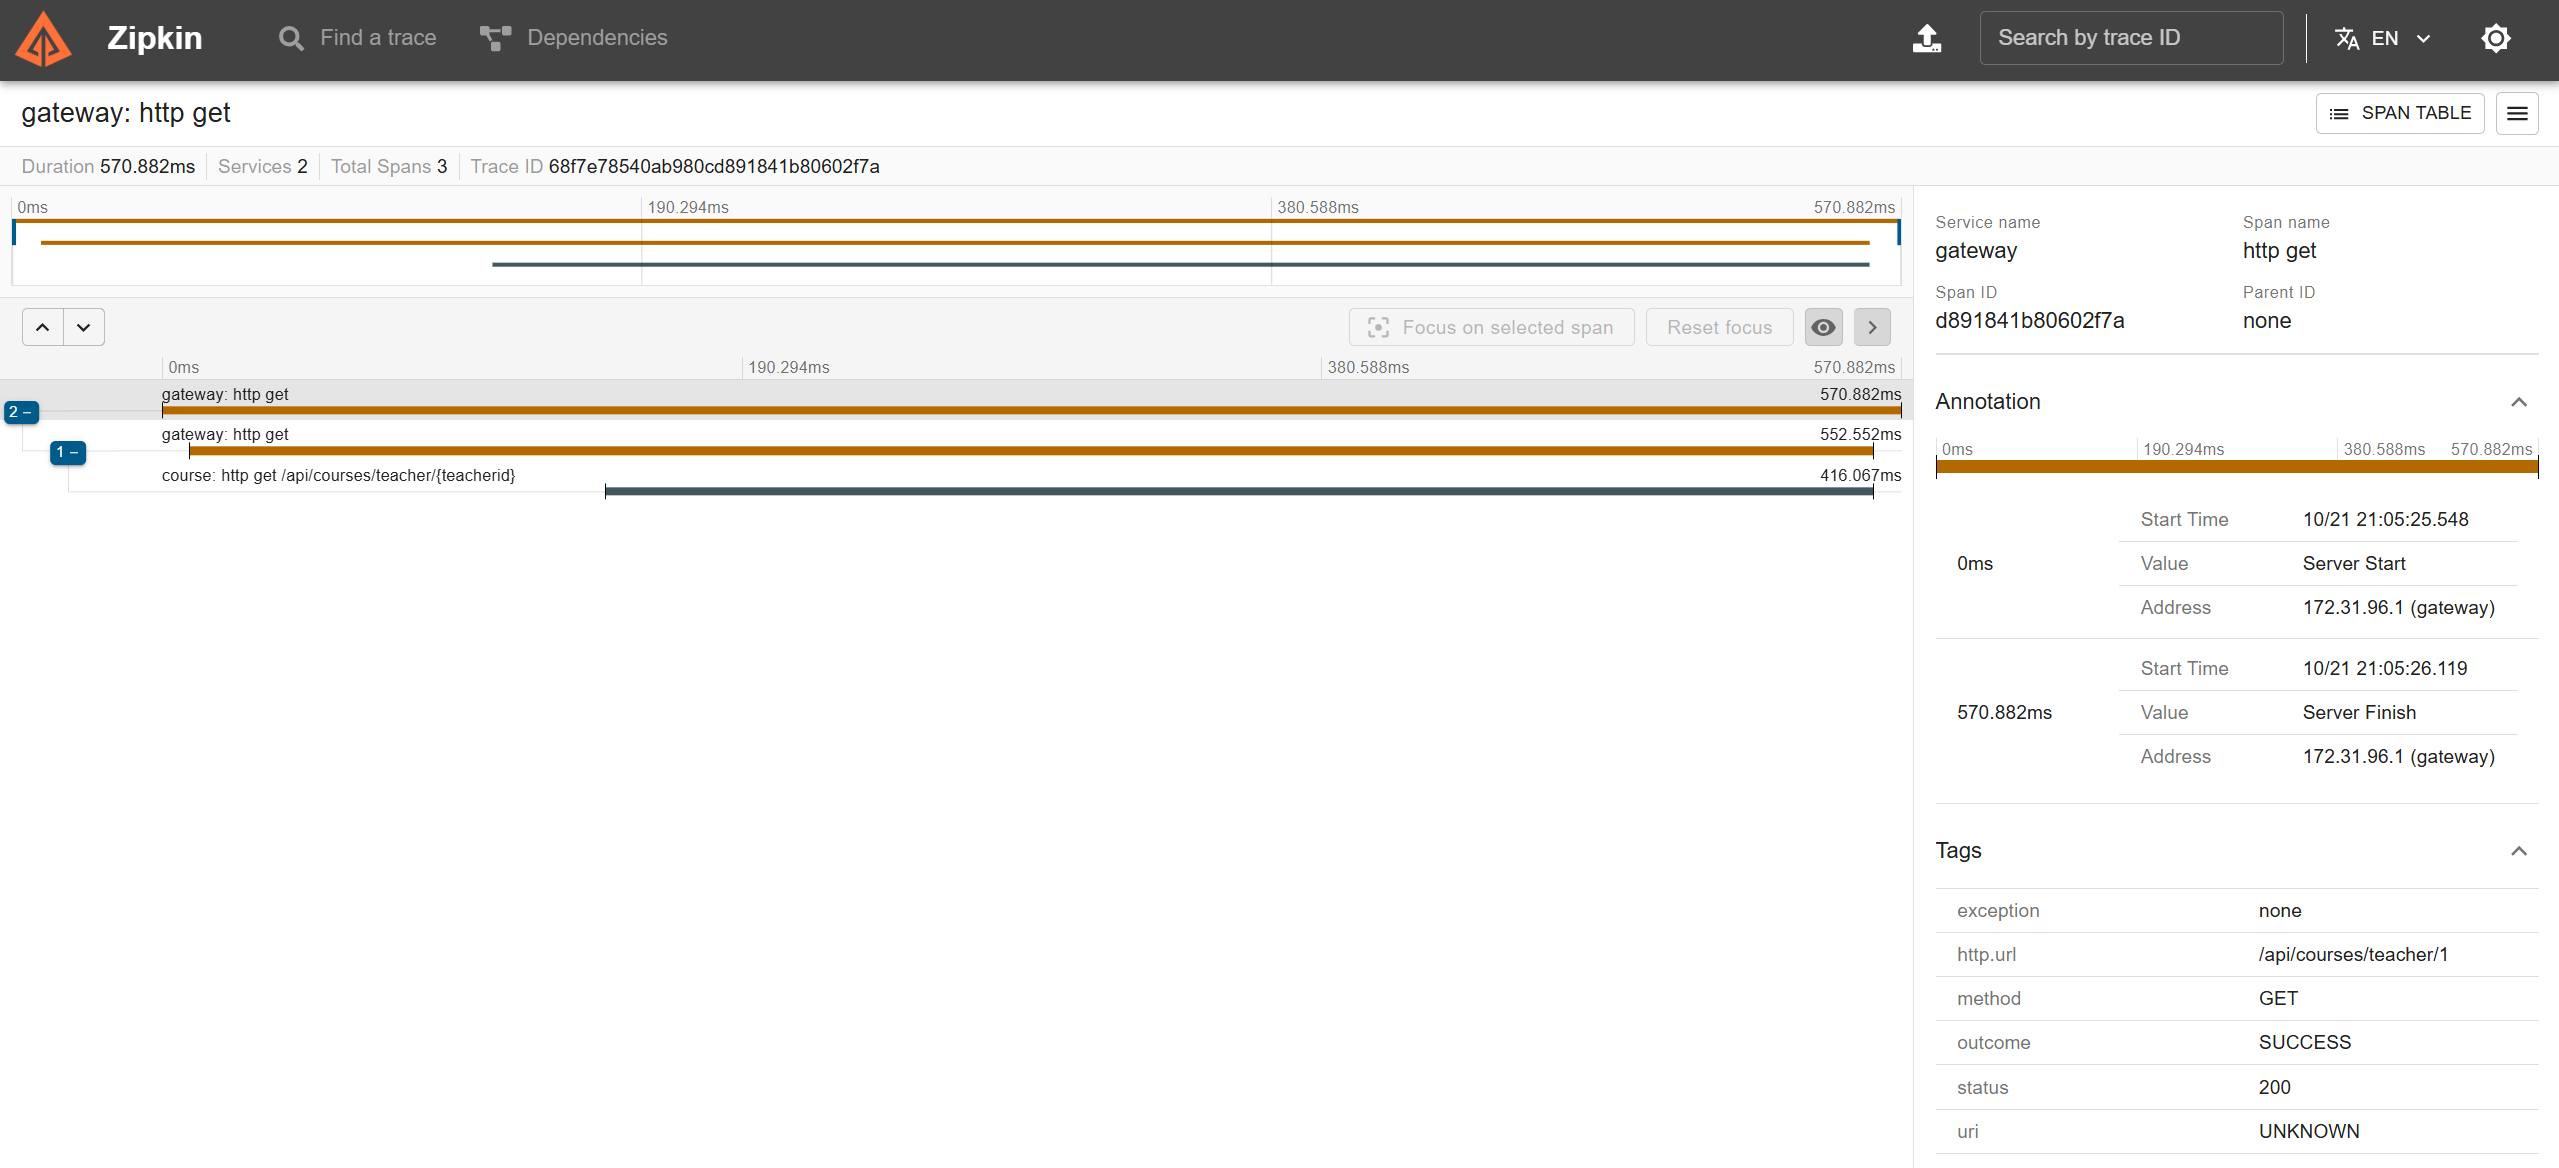 Zipkin
Find a trace
Dependencies
Search by trace ID
EN
gateway: http get
SPAN TABLE
Duration 570.882ms
Services 2
Total Spans 3
Trace ID 68f7e78540ab980cd891841b80602f7a
0ms 190.294ms 380.588ms 570.882ms
Focus on selected span
Reset focus
0ms 190.294ms 380.588ms 570.882ms
gateway: http get 570.882ms
2 −
gateway: http get 552.552ms
1 −
course: http get /api/courses/teacher/{teacherid} 416.067ms
Service name Span name
gateway http get
Span ID Parent ID
d891841b80602f7a none
Annotation
0ms 190.294ms 380.588ms 570.882ms
Start Time 10/21 21:05:25.548
0ms Value Server Start
Address 172.31.96.1 (gateway)
Start Time 10/21 21:05:26.119
570.882ms Value Server Finish
Address 172.31.96.1 (gateway)
Tags
exception none
http.url /api/courses/teacher/1
method GET
outcome SUCCESS
status 200
uri UNKNOWN